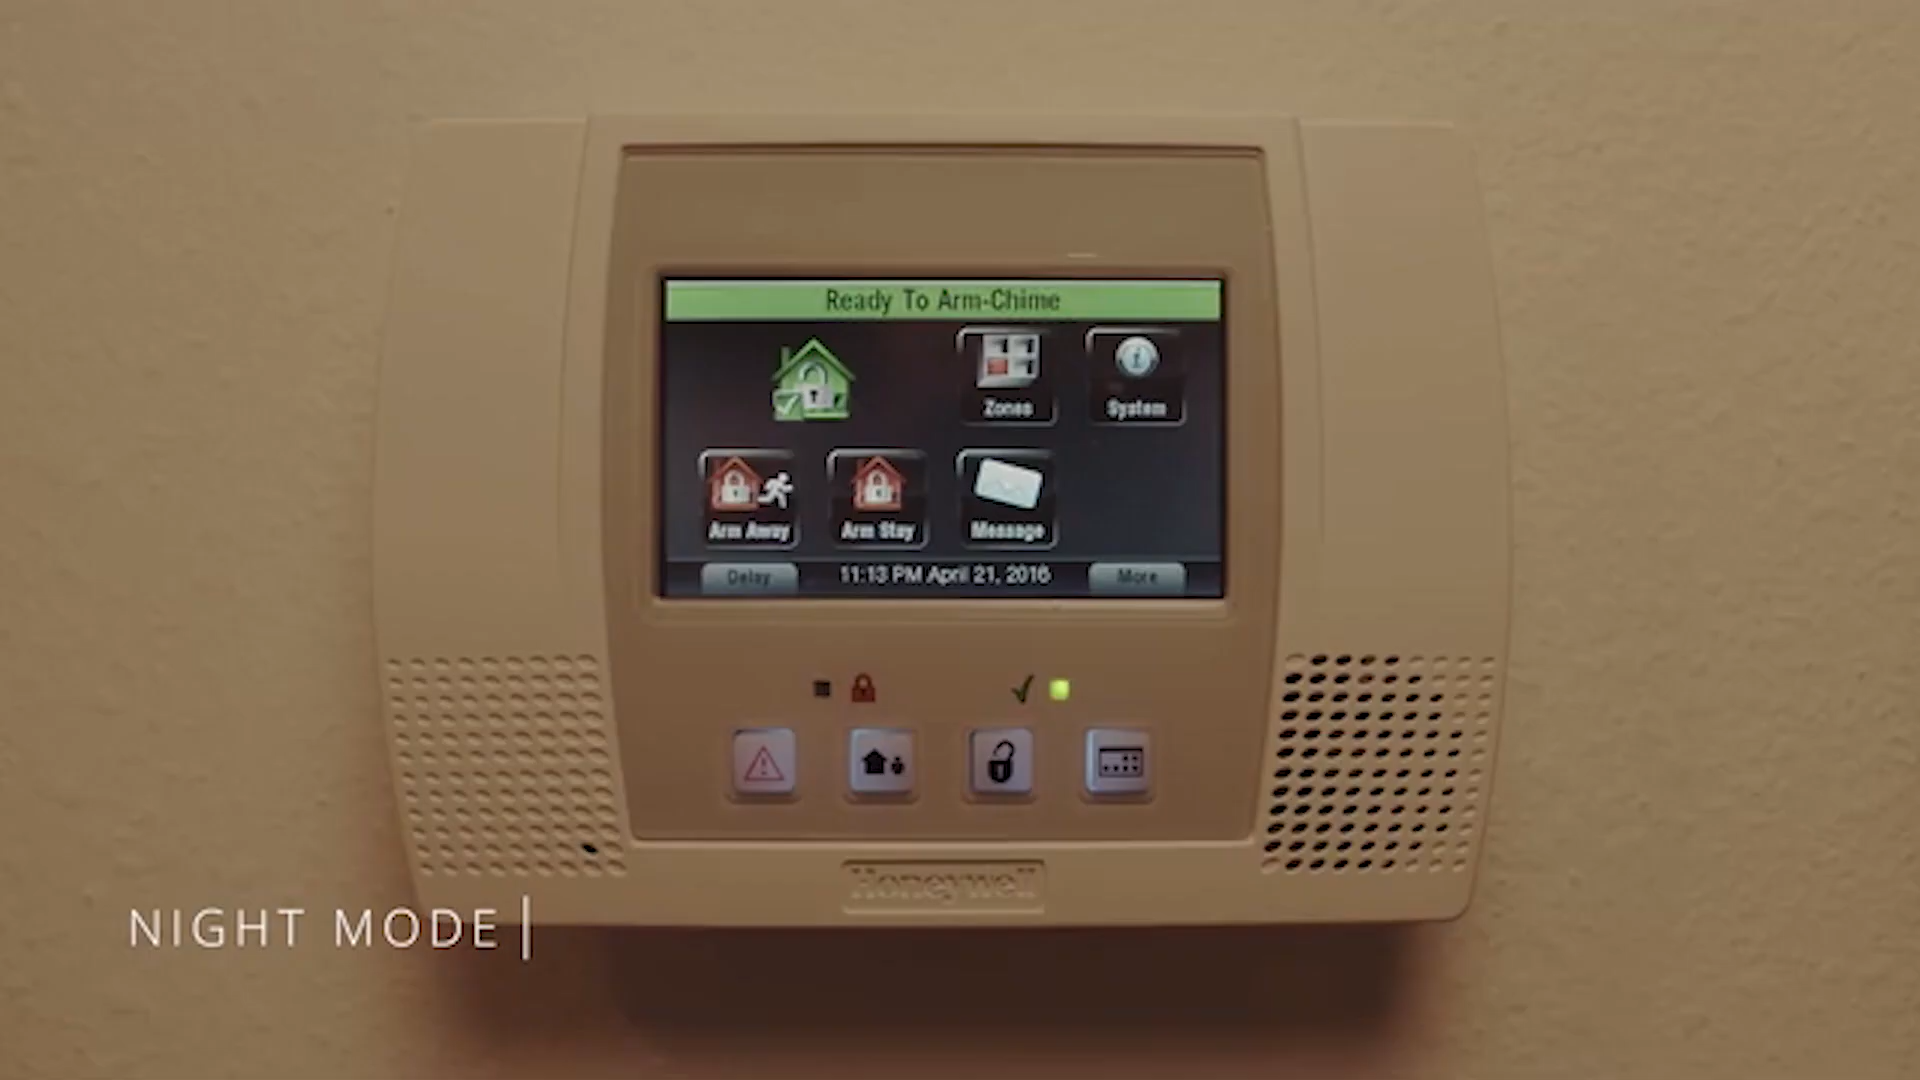 Ready To Arm-Chime
Zones
System
Arm Away
Arm Stay
Message
Delay
11:13 PM April 21, 2016
More
Honeywell
NIGHT MODE